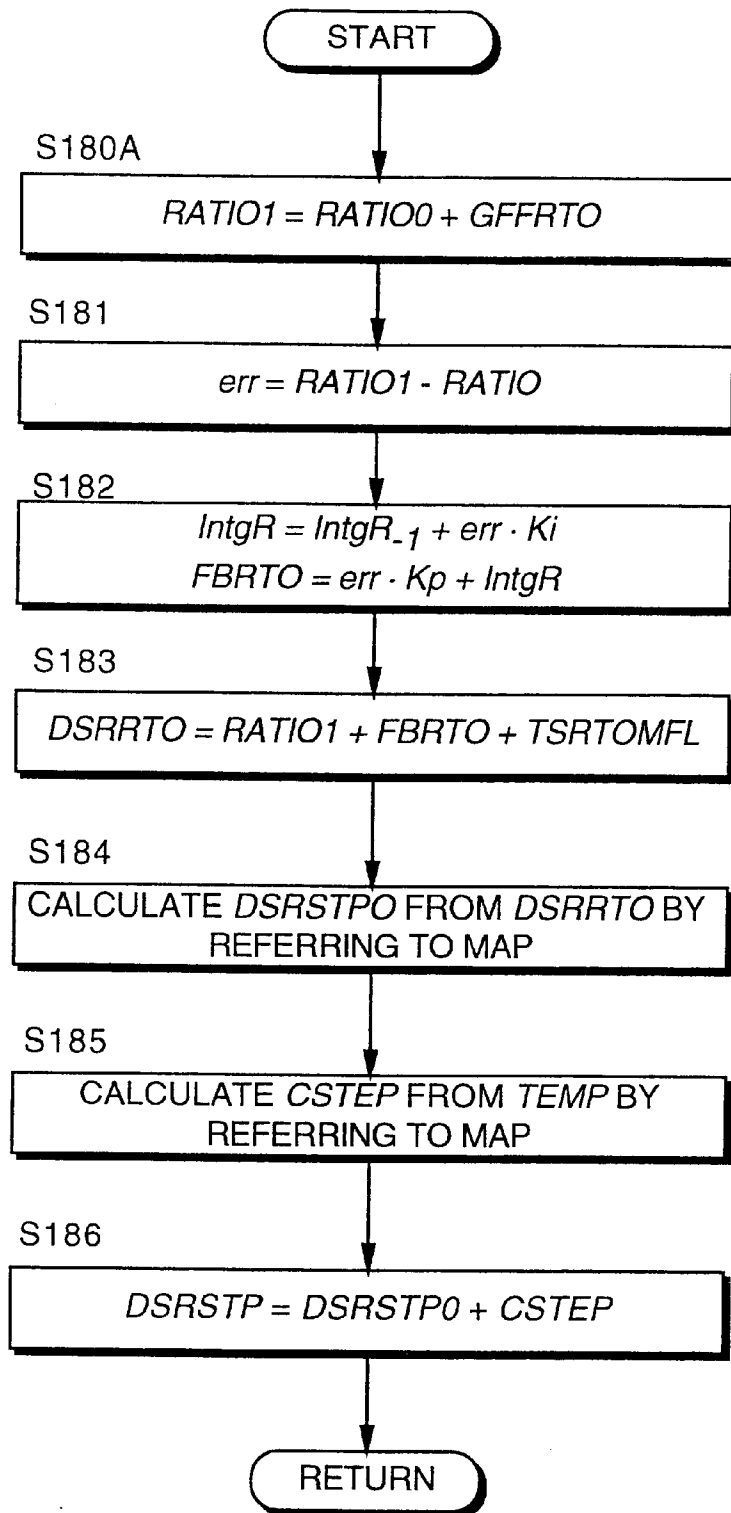 START
S180A
RATIO1 = RATIO0 + GFFRTO
S181
err = RATIO1 - RATIO
S182
IntgR = IntgR-1 + err · Ki
FBRTO = err · Kp + IntgR
S183
DSRRTO = RATIO1 + FBRTO + TSRTOMFL
S184
CALCULATE DSRSTPO FROM DSRRTO BY
REFERRING TO MAP
S185
CALCULATE CSTEP FROM TEMP BY
REFERRING TO MAP
S186
DSRSTP = DSRSTP0 + CSTEP
RETURN